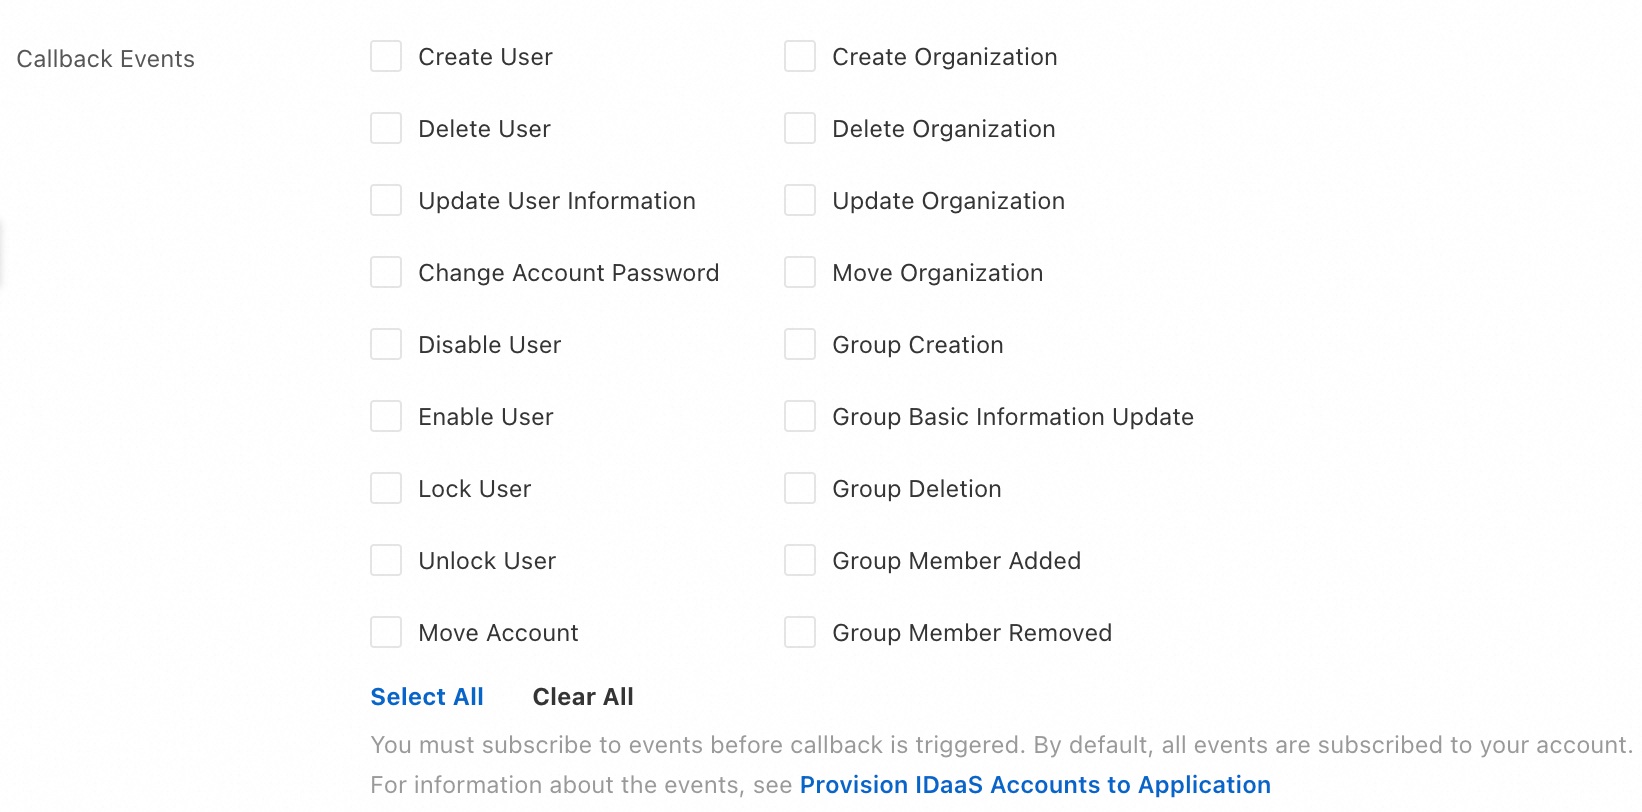 Callback Events
Create User
Create Organization
Delete User
Delete Organization
Update User Information
Update Organization
Change Account Password
Move Organization
Disable User
Group Creation
Enable User
Group Basic Information Update
Lock User
Group Deletion
Unlock User
Group Member Added
Move Account
Group Member Removed
Select All
Clear All
You must subscribe to events before callback is triggered. By default, all events are subscribed to your account.
For information about the events, see Provision IDaaS Accounts to Application